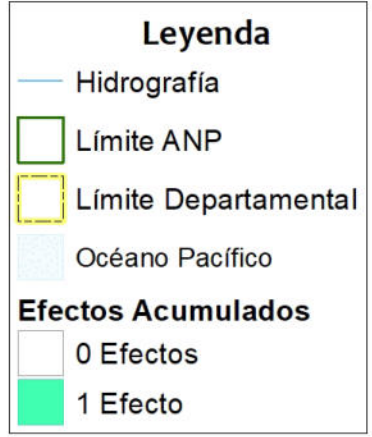 Leyenda
Hidrografía
Límite ANP
Límite Departamental
Océano Pacífico
Efectos Acumulados
0 Efectos
1 Efecto